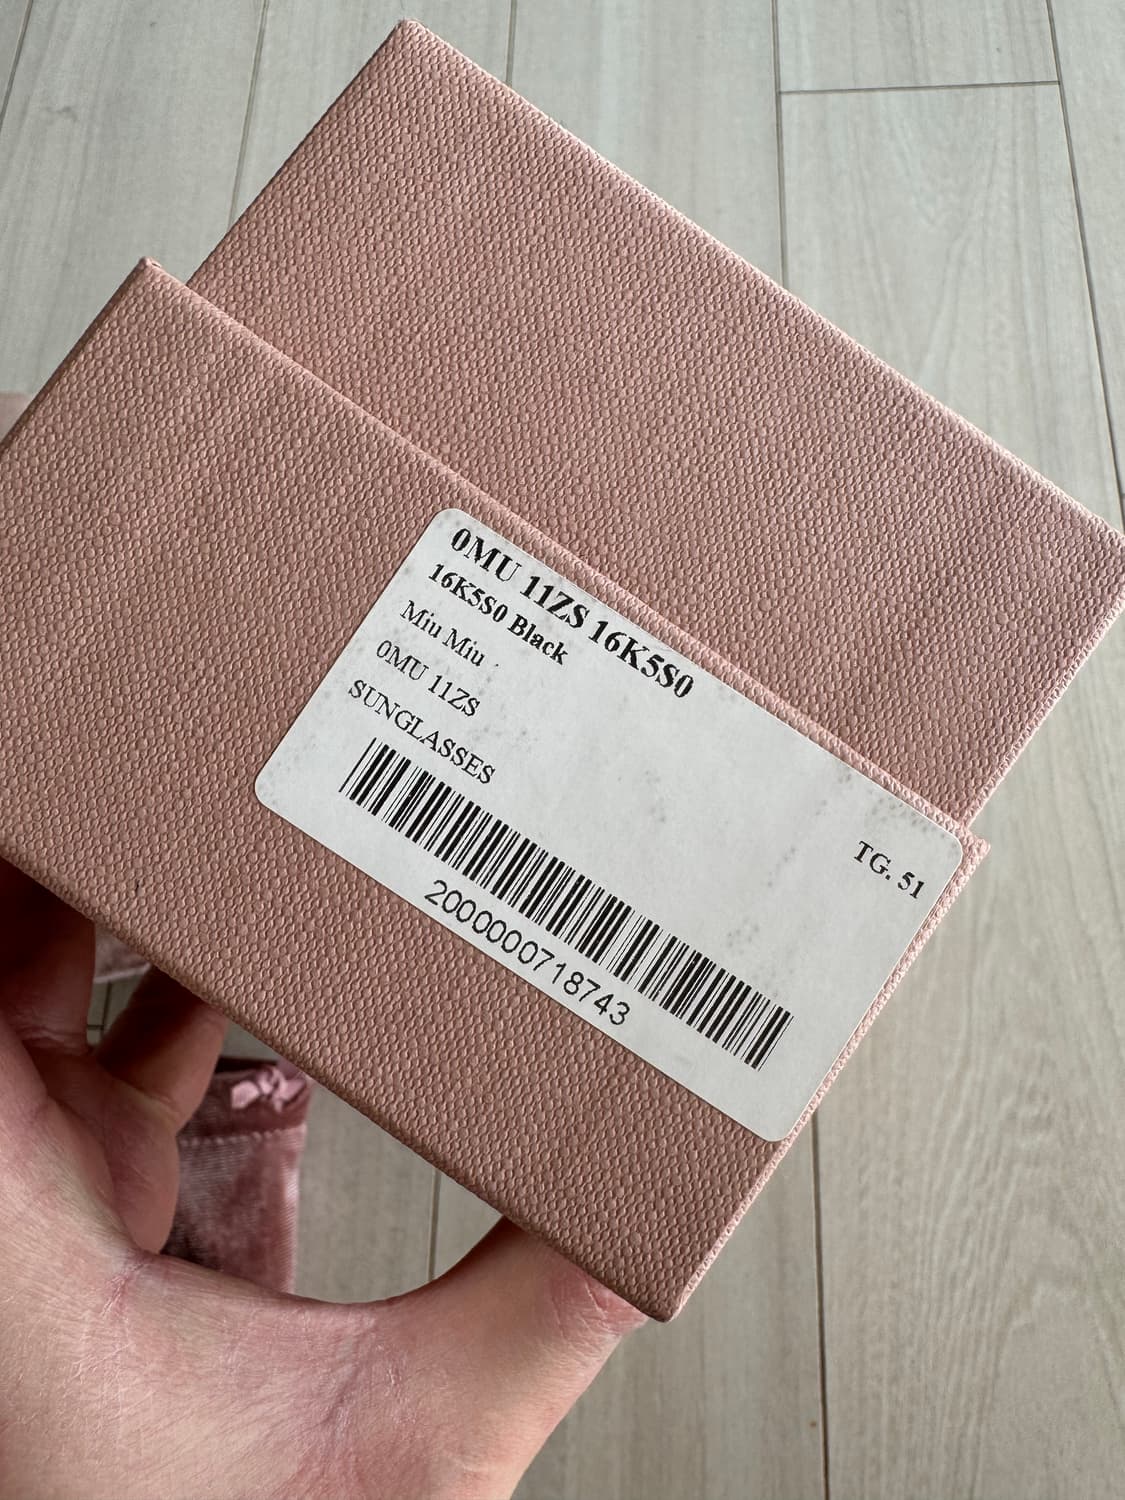 0MU 11ZS 16K5S0
16K5S0 Black
Miu Miu
0MU 11ZS
SUNGLASSES
TG. 51
2000000718743